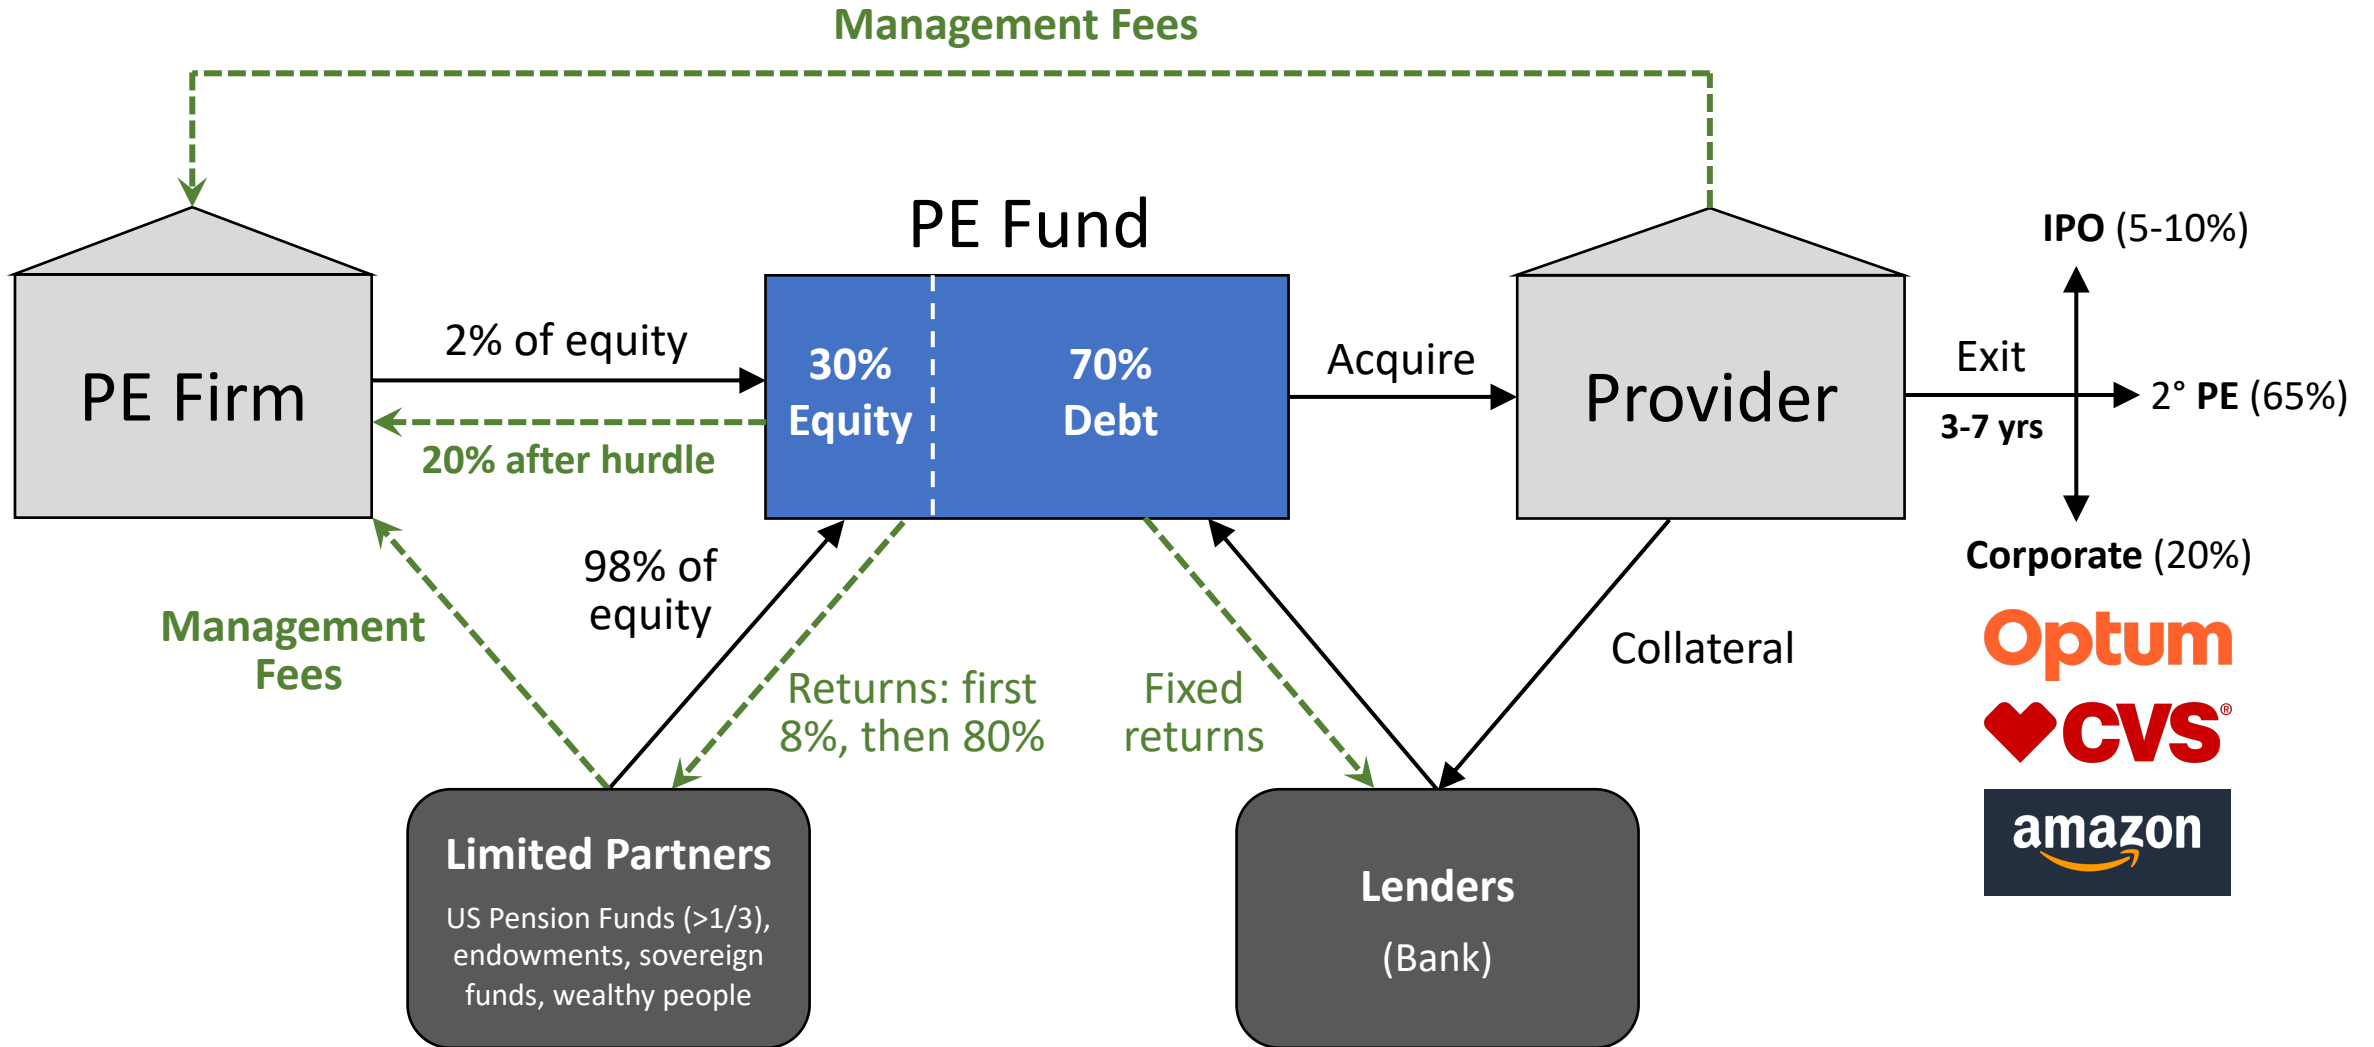 Management Fees
PE Fund
PE Firm
2% of equity
20% after hurdle
30%
Equity
70%
Debt
Acquire
Provider
Exit
3-7 yrs
IPO (5-10%)
2° PE (65%)
Corporate (20%)
Optum
CVS®
amazon
Management
Fees
98% of
equity
Returns: first
8%, then 80%
Fixed
returns
Collateral
Limited Partners
US Pension Funds (>1/3),
endowments, sovereign
funds, wealthy people
Lenders
(Bank)